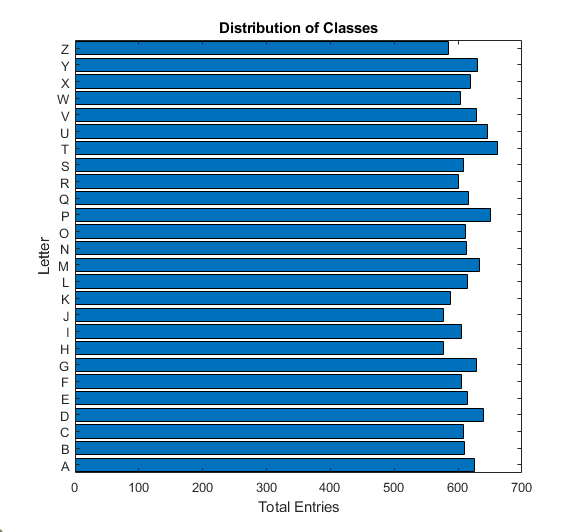 Distribution of Classes
Z
Y
X
W
V
U
T
S
R
Q
P
O
N
M
L
K
J
I
H
G
F
E
D
C
B
A
Letter
0 100 200 300 400 500 600 700
Total Entries